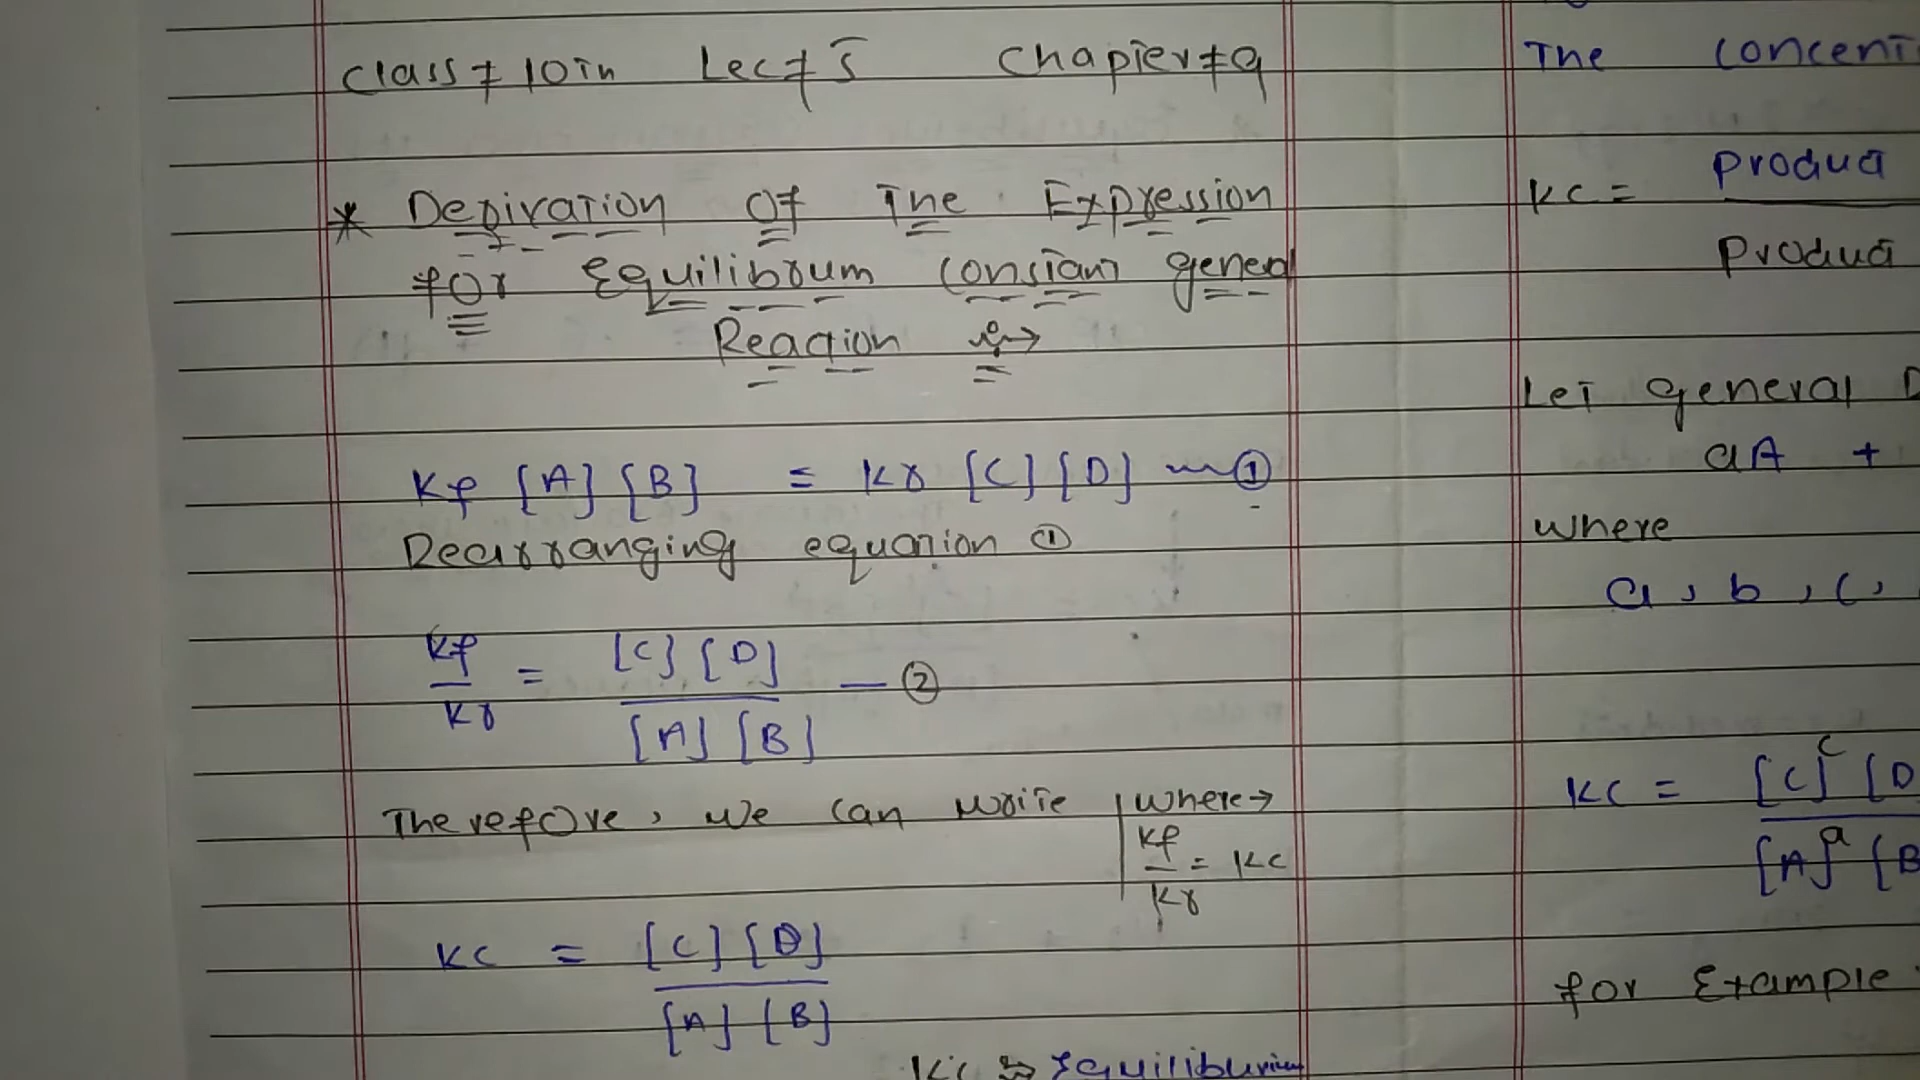 Class # 10th Lec # 5 Chapter # 9
* Derivation Of The Expression
for Equilibrum Constant general
Reaction
Kf [A] [B] = Kr [C] [D] — ①
Rearranging equation ①
Kf/Kr = [C] [D] / [A] [B] — ②
Therefore, We can write
where →
Kf/Kr = Kc
KC = [C] [D] / [A] [B]
Kc Equiliburium
The
KC = Product
Product
Let general
aA +
where
a, b, c,
KC = [C]^c [D / [A]^a [B
for Example